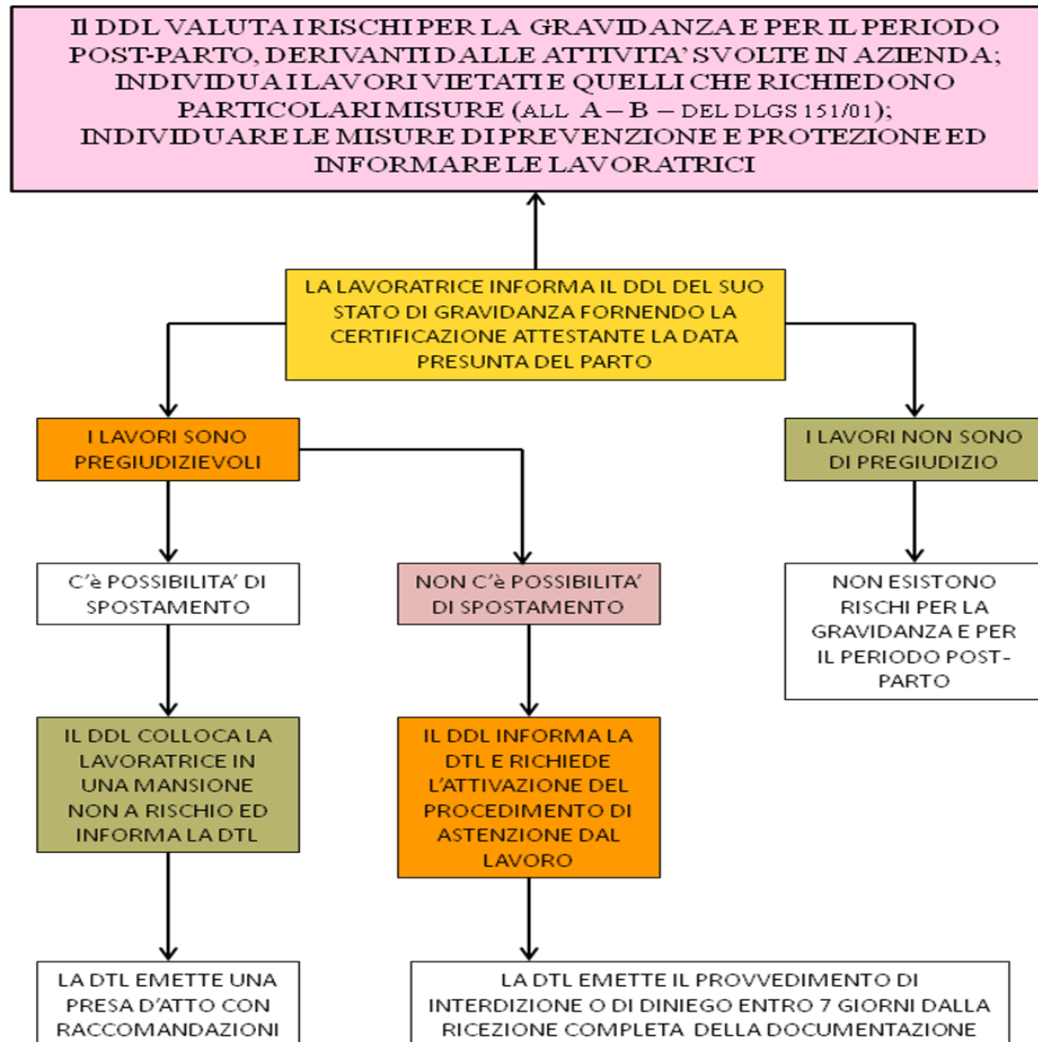 Il DDL VALUTA I RISCHI PER LA GRAVIDANZA E PER IL PERIODO
POST-PARTO, DERIVANTI DALLE ATTIVITA' SVOLTE IN AZIENDA;
INDIVIDUA I LAVORI VIETATI E QUELLI CHE RICHIEDONO
PARTICOLARI MISURE (ALL A – B – DEL DLGS 151/01);
INDIVIDUARE LE MISURE DI PREVENZIONE E PROTEZIONE ED
INFORMARE LE LAVORATRICI
LA LAVORATRICE INFORMA IL DDL DEL SUO
STATO DI GRAVIDANZA FORNENDO LA
CERTIFICAZIONE ATTESTANTE LA DATA
PRESUNTA DEL PARTO
I LAVORI SONO
PREGIUDIZIEVOLI
I LAVORI NON SONO
DI PREGIUDIZIO
C'è POSSIBILITA' DI
SPOSTAMENTO
NON C'è POSSIBILITA'
DI SPOSTAMENTO
NON ESISTONO
RISCHI PER LA
GRAVIDANZA E PER
IL PERIODO POST-
PARTO
IL DDL COLLOCA LA
LAVORATRICE IN
UNA MANSIONE
NON A RISCHIO ED
INFORMA LA DTL
IL DDL INFORMA LA
DTL E RICHIEDE
L'ATTIVAZIONE DEL
PROCEDIMENTO DI
ASTENZIONE DAL
LAVORO
LA DTL EMETTE UNA
PRESA D'ATTO CON
RACCOMANDAZIONI
LA DTL EMETTE IL PROVVEDIMENTO DI
INTERDIZIONE O DI DINIEGO ENTRO 7 GIORNI DALLA
RICEZIONE COMPLETA DELLA DOCUMENTAZIONE